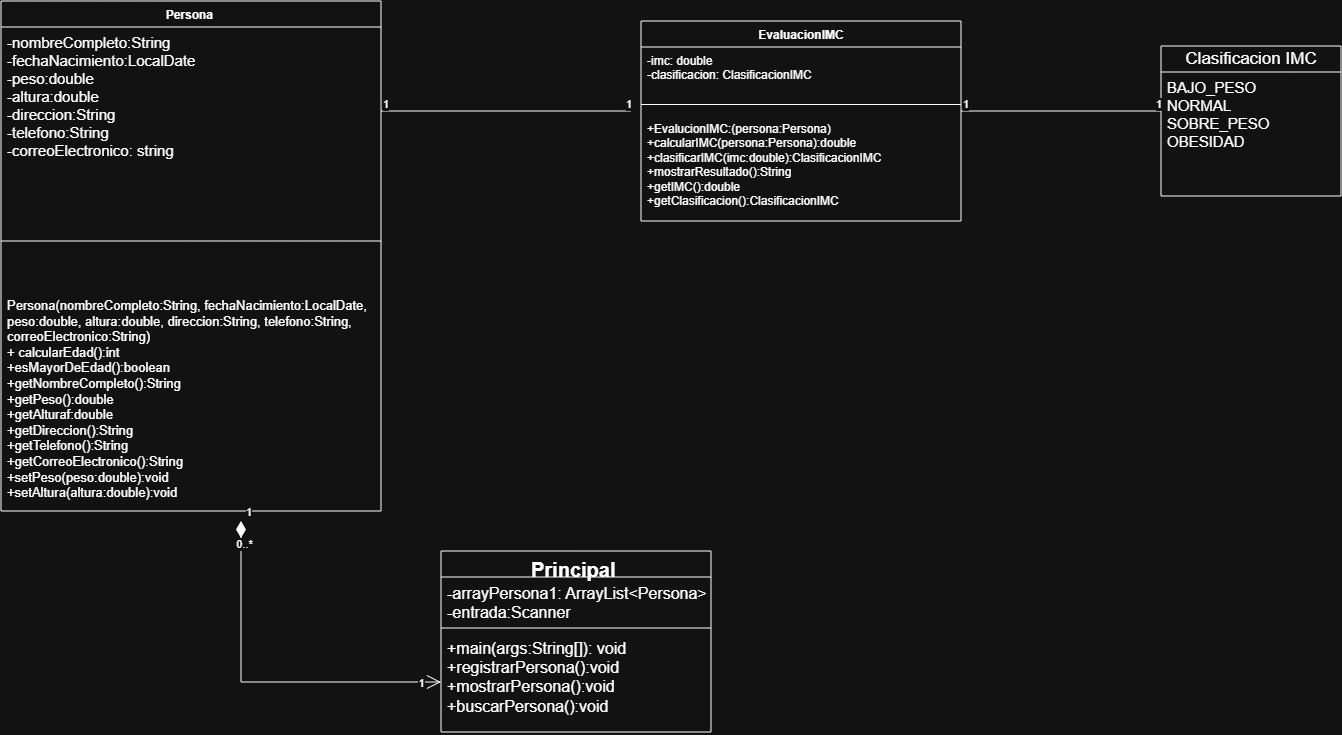 Persona
-nombreCompleto:String
-fechaNacimiento:LocalDate
-peso:double
-altura:double
-direccion:String
-telefono:String
-correoElectronico: string
Persona(nombreCompleto:String, fechaNacimiento:LocalDate,
peso:double, altura:double, direccion:String, telefono:String,
correoElectronico:String)
+ calcularEdad():int
+esMayorDeEdad():boolean
+getNombreCompleto():String
+getPeso():double
+getAlturaf:double
+getDireccion():String
+getTelefono():String
+getCorreoElectronico():String
+setPeso(peso:double):void
+setAltura(altura:double):void
1
1
EvaluacionIMC
-imc: double
-clasificacion: ClasificacionIMC
+EvalucionIMC:(persona:Persona)
+calcularIMC(persona:Persona):double
+clasificarIMC(imc:double):ClasificacionIMC
+mostrarResultado():String
+getIMC():double
+getClasificacion():ClasificacionIMC
1
1
Clasificacion IMC
BAJO_PESO
NORMAL
SOBRE_PESO
OBESIDAD
1
0..*
1
Principal
-arrayPersona1: ArrayList<Persona>
-entrada:Scanner
+main(args:String[]): void
+registrarPersona():void
+mostrarPersona():void
+buscarPersona():void